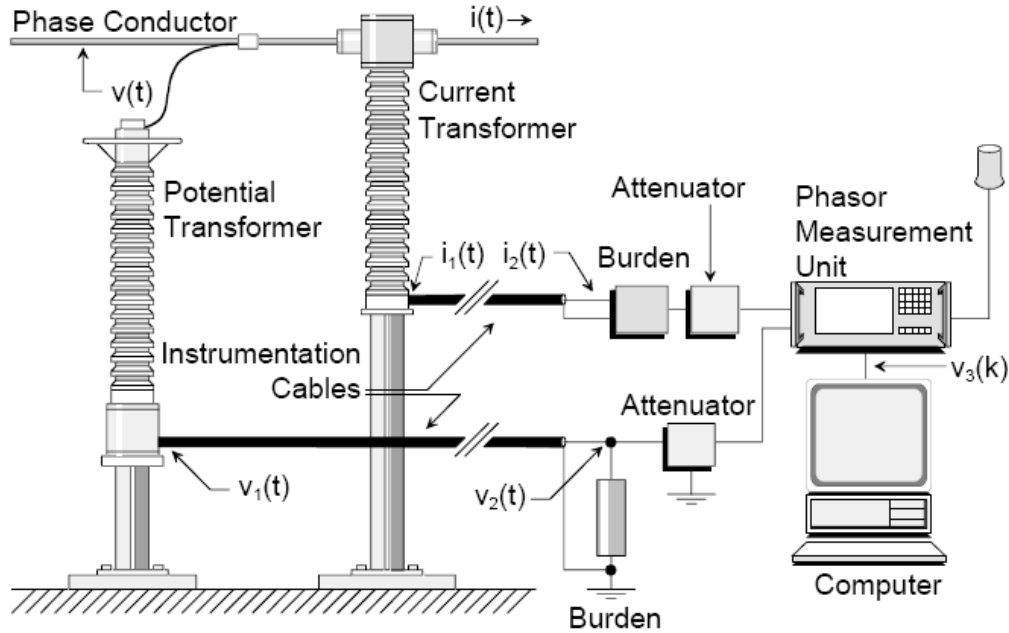 Phase Conductor
i(t)
v(t)
Current
Transformer
Potential
Transformer
Attenuator
Phasor
Measurement
Unit
i₁(t)
i₂(t)
Burden
Instrumentation
Cables
v₃(k)
Attenuator
v₁(t)
v₂(t)
Computer
Burden